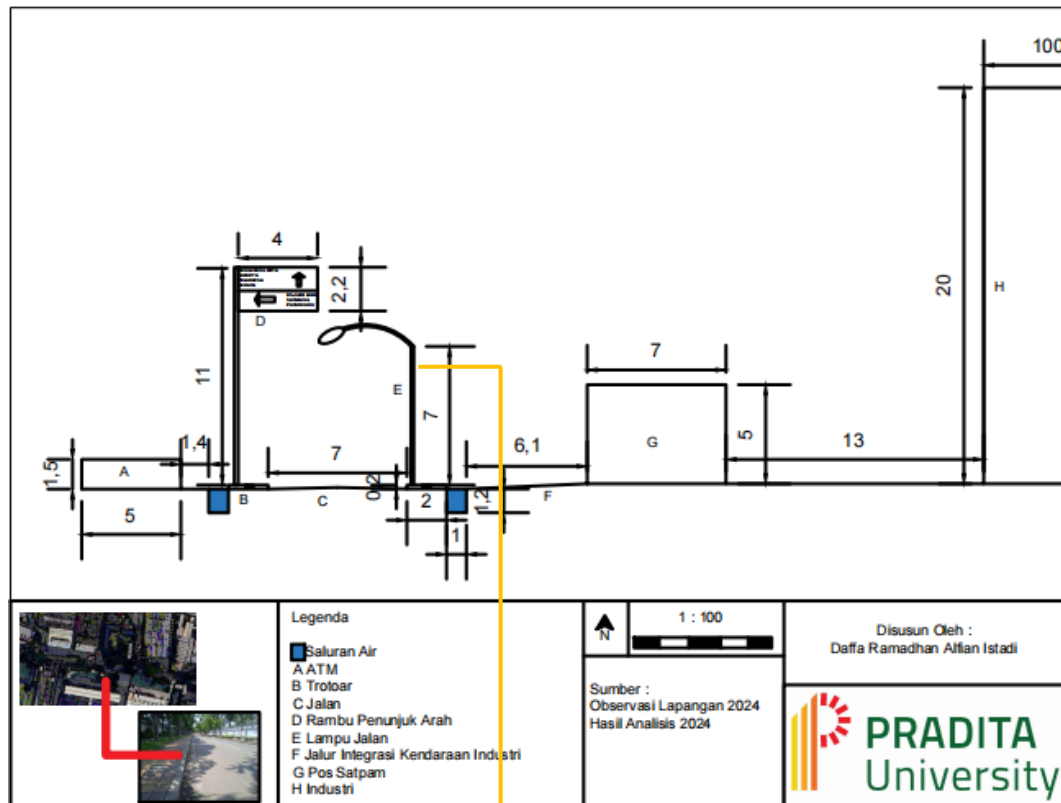 100
4
2,2
D
11
20
H
E
7
7
1,4
7
6,1
G
5
13
1,5
A
B
C
0,2
2
1,2
F
5
1
Legenda
Saluran Air
A ATM
B Trotoar
C Jalan
D Rambu Penunjuk Arah
E Lampu Jalan
F Jalur Integrasi Kendaraan Industri
G Pos Satpam
H Industri
N
1 : 100
Sumber :
Observasi Lapangan 2024
Hasil Analisis 2024
Disusun Oleh :
Daffa Ramadhan Alfian Istadi
PRADITA
University